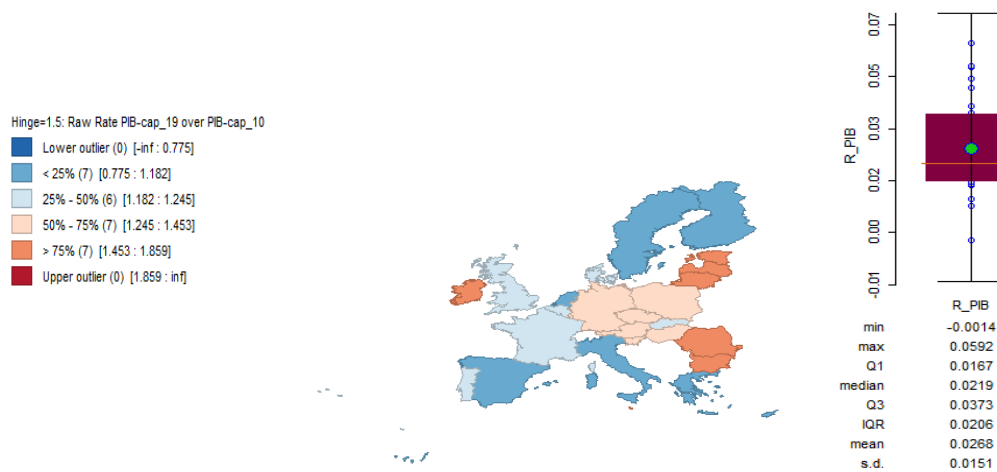 Hinge=1.5: Raw Rate PIB-cap_19 over PIB-cap_10
Lower outlier (0) [-inf : 0.775]
< 25% (7) [0.775 : 1.182]
25% - 50% (6) [1.182 : 1.245]
50% - 75% (7) [1.245 : 1.453]
> 75% (7) [1.453 : 1.859]
Upper outlier (0) [1.859 : inf]
R_PIB
0.07
0.05
0.03
0.02
0.00
-0.01
R_PIB
min -0.0014
max 0.0592
Q1 0.0167
median 0.0219
Q3 0.0373
IQR 0.0206
mean 0.0268
s.d. 0.0151